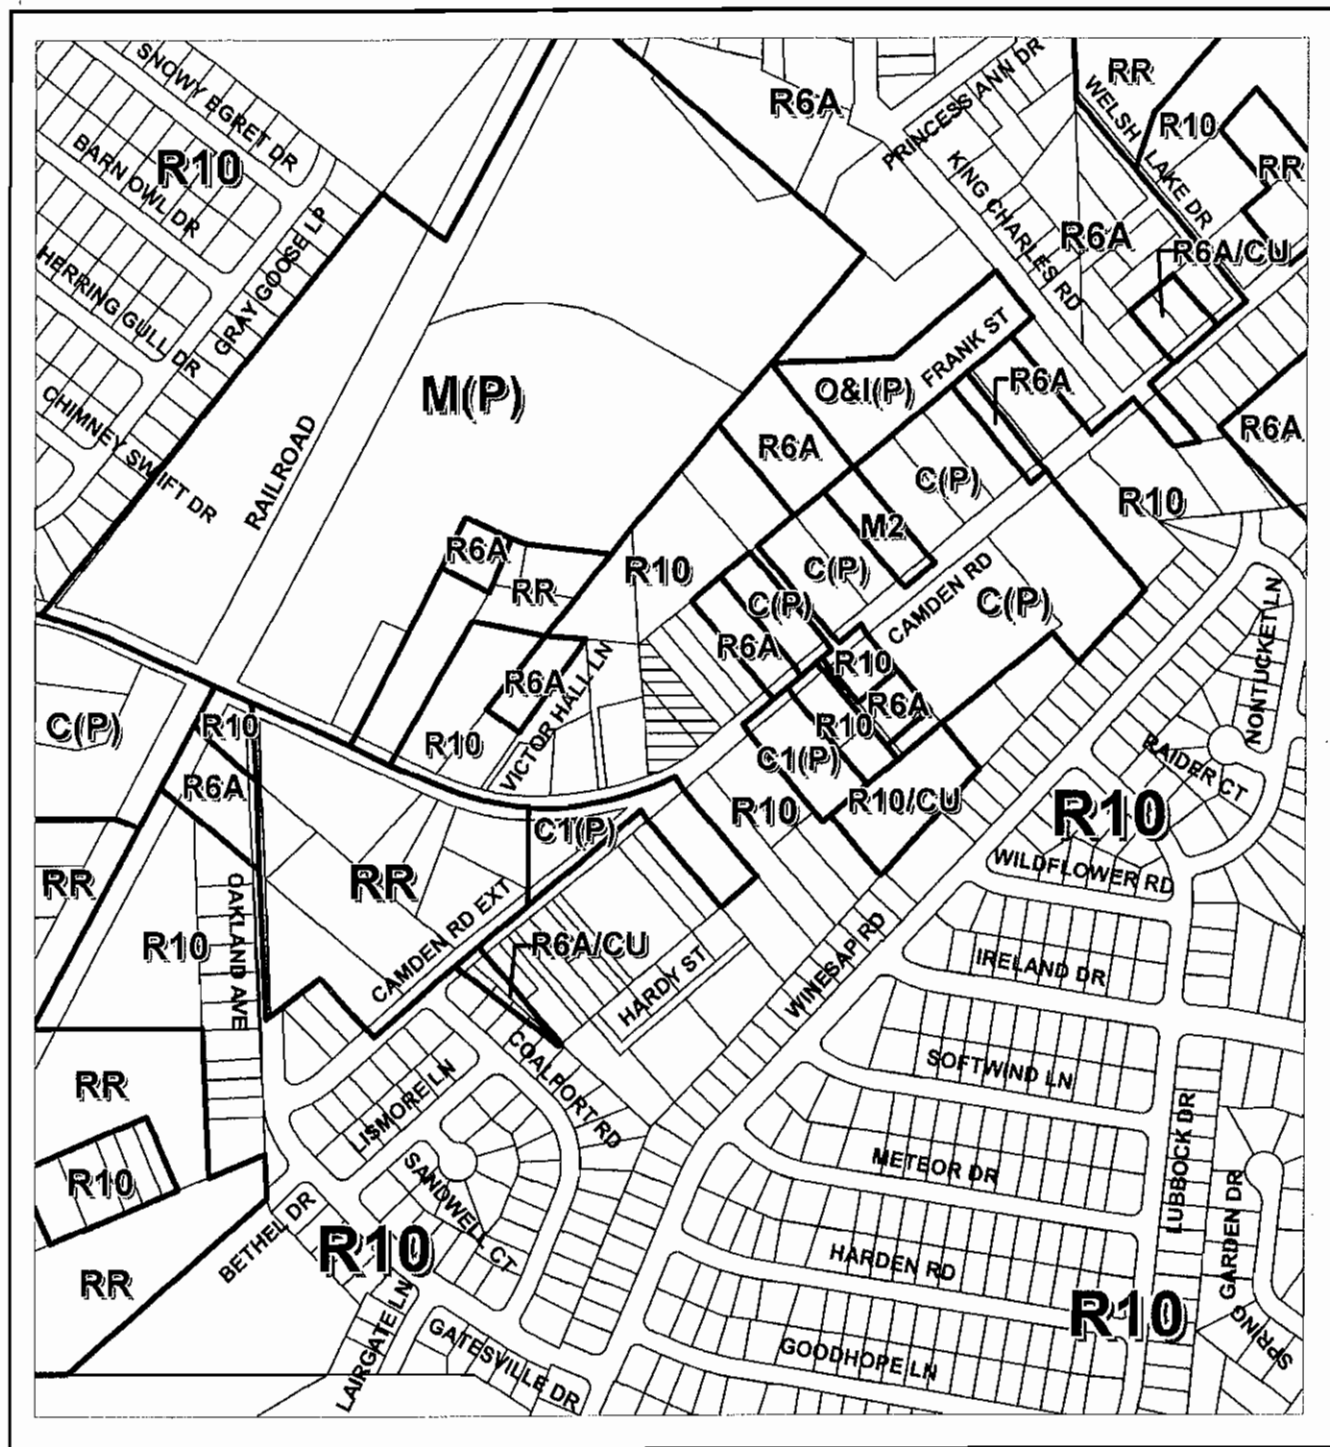 SNOWY EGRET DR
R10
BARN OWL DR
HERRING GULL DR
GRAY GOOSE LP
CHIMNEY SWIFT DR
RAILROAD
M(P)
R6A
PRINCESS ANN DR
KING CHARLES RD
RR
WELSH LAKE DR
R10
RR
R6A
R6A/CU
O&I(P)
FRANK ST
R6A
R6A
R6A
C(P)
M2
R10
R6A
RR
R10
C(P)
C(P)
CAMDEN RD
C(P)
R6A
R10
R6A
R6A
VICTOR HALL LN
R10
R10
C1(P)
R10/CU
R10
C(P)
R10
R6A
RR
R10
OAKLAND AVE
RR
C1(P)
CAMDEN RD EXT
R6A/CU
HARDY ST
WINESAP RD
NONTUCKET LN
RAIDER CT
R10
WILDFLOWER RD
IRELAND DR
SOFTWIND LN
METEOR DR
HARDEN RD
GOODHOPE LN
LUBBOCK DR
GARDEN DR
SPRING
R10
RR
R10
RR
BETHEL DR
LISMORE LN
COALPORT RD
SANDWELL CT
R10
LAIRGATE LN
GATESVILLE DR